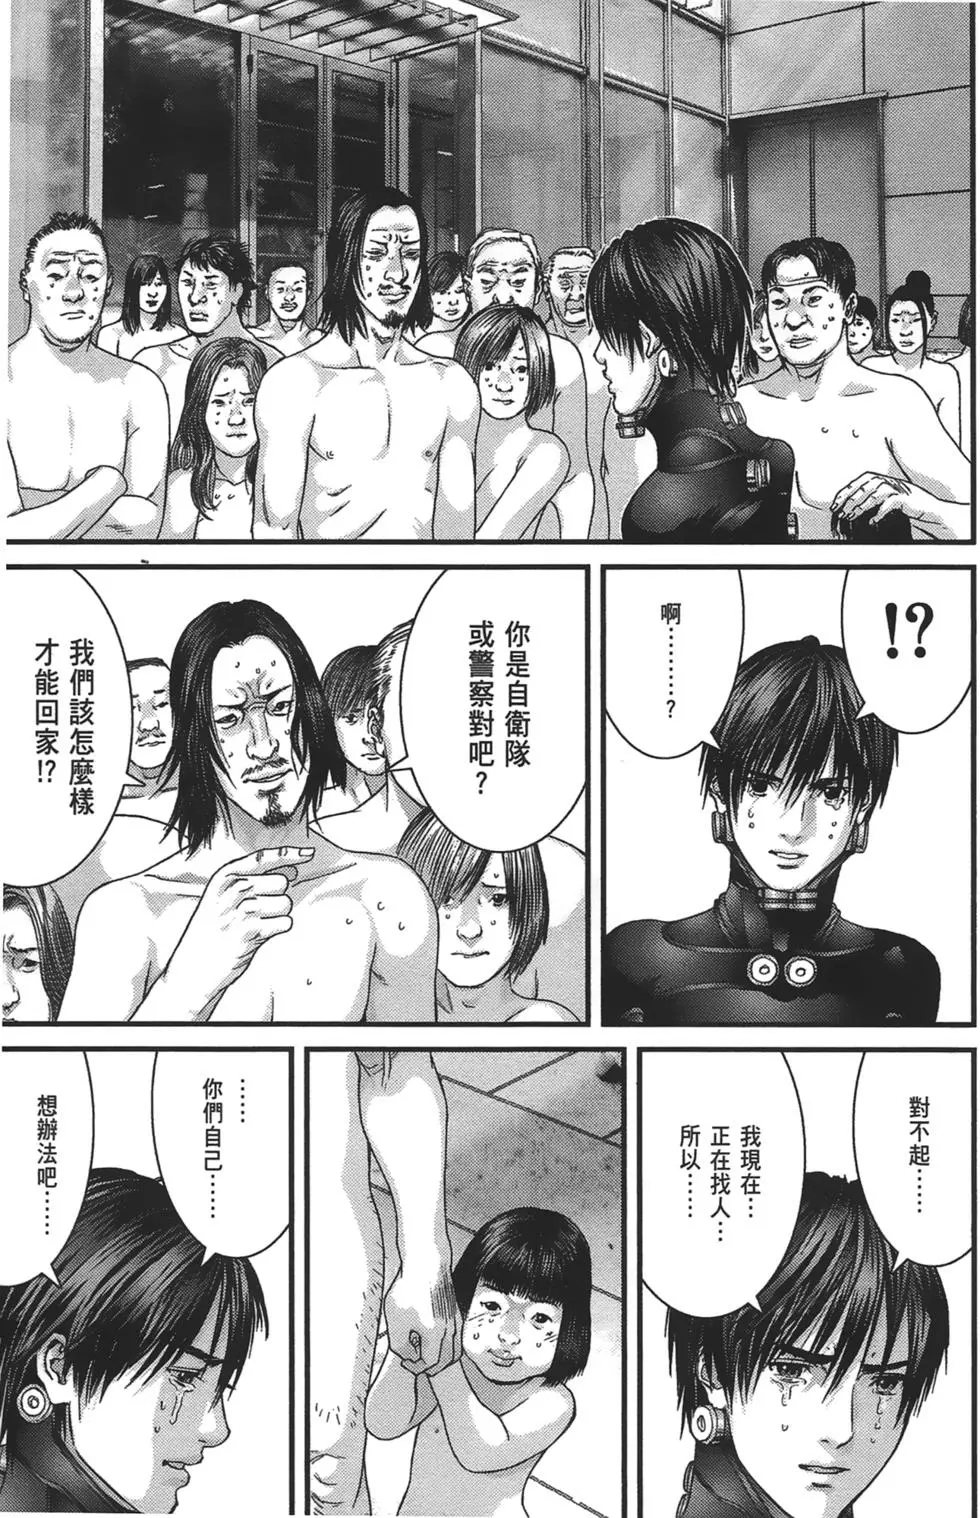 !?
啊………?
你是自衛隊
或警察對吧?
我們該怎麼樣
才能回家!?
對不起……
我現在…
正在找人…
所以……
……
你們自己……
想辦法吧……